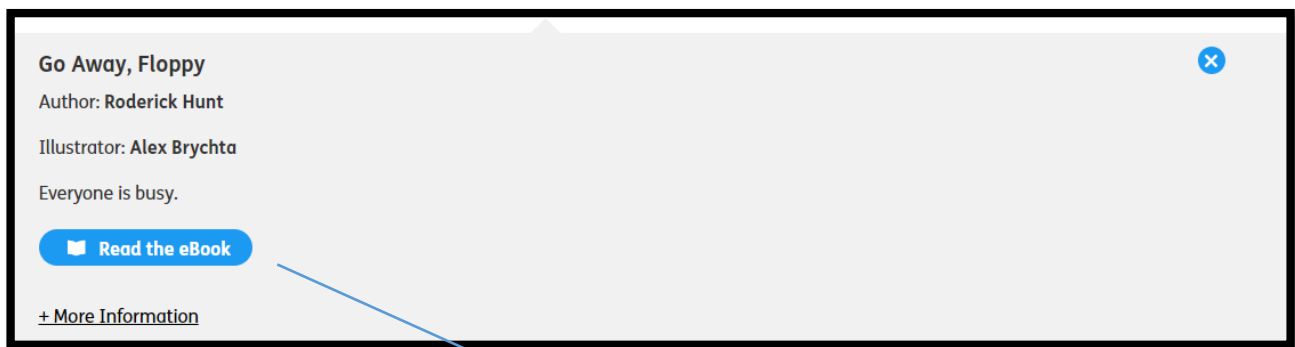 Go Away, Floppy
Author: Roderick Hunt
Illustrator: Alex Brychta
Everyone is busy.
Read the eBook
+ More Information